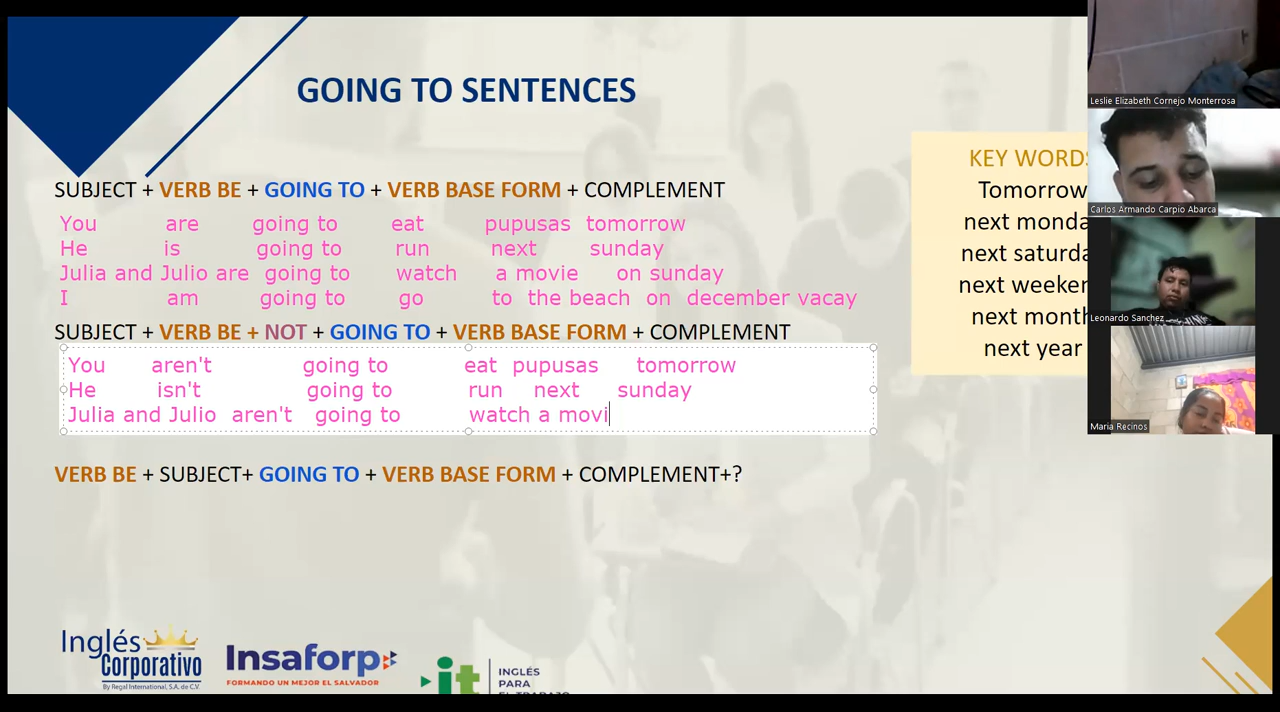 GOING TO SENTENCES
SUBJECT + VERB BE + GOING TO + VERB BASE FORM + COMPLEMENT
You are going to eat pupusas tomorrow
He is going to run next sunday
Julia and Julio are going to watch a movie on sunday
I am going to go to the beach on december vacay
SUBJECT + VERB BE + NOT + GOING TO + VERB BASE FORM + COMPLEMENT
You aren't going to eat pupusas tomorrow
He isn't going to run next sunday
Julia and Julio aren't going to watch a movi
VERB BE + SUBJECT+ GOING TO + VERB BASE FORM + COMPLEMENT+?
KEY WORDS
Tomorrow
next monda
next saturda
next weeken
next month
next year
Leslie Elizabeth Cornejo Monterrosa
Carlos Armando Carpio Abarca
Leonardo Sanchez
Maria Recinos
Inglés
Corporativo
By Regal International, S.A. de C.V.
Insaforp
FORMANDO UN MEJOR EL SALVADOR
it
INGLÉS
PARA